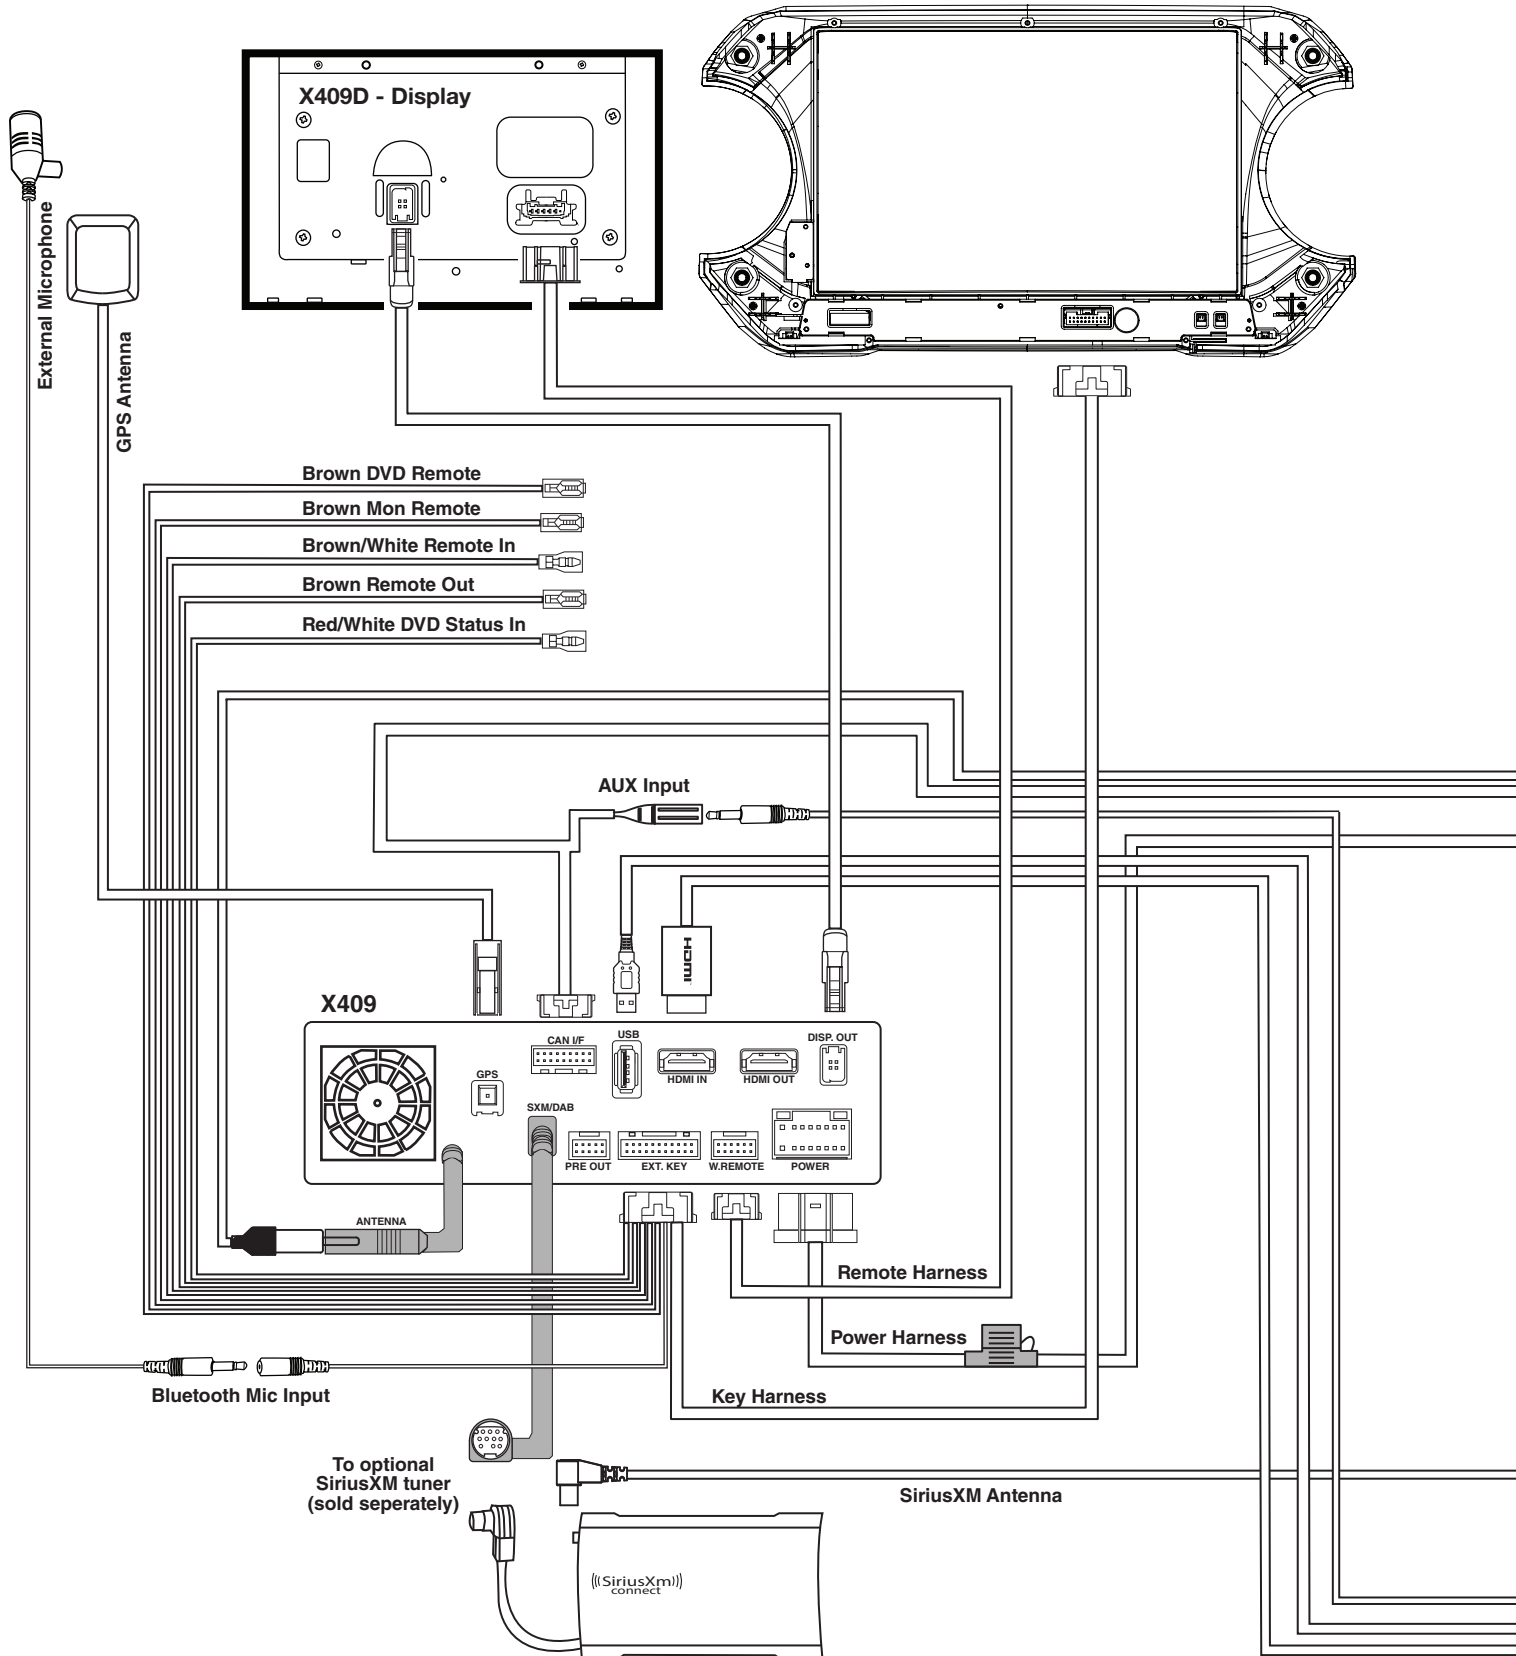 X409D - Display
External Microphone
GPS Antenna
Brown DVD Remote
Brown Mon Remote
Brown/White Remote In
Brown Remote Out
Red/White DVD Status In
AUX Input
HDMI
X409
CAN I/F
USB
DISP. OUT
HDMI IN
HDMI OUT
GPS
SXM/DAB
PRE OUT
EXT. KEY
W.REMOTE
POWER
ANTENNA
Remote Harness
Power Harness
Bluetooth Mic Input
Key Harness
To optional
SiriusXM tuner
(sold seperately)
SiriusXM Antenna
(((SiriusXm)))
connect